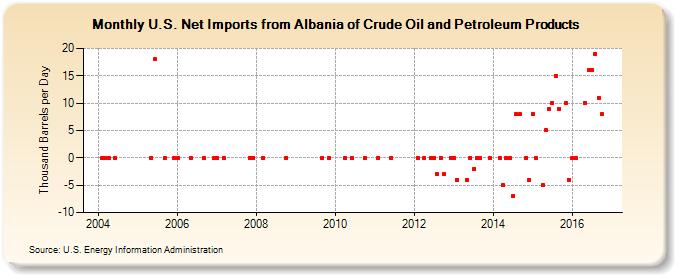 Monthly U.S. Net Imports from Albania of Crude Oil and Petroleum Products
Thousand Barrels per Day
20
15
10
5
0
-5
-10
2004 2006 2008 2010 2012 2014 2016
Source: U.S. Energy Information Administration